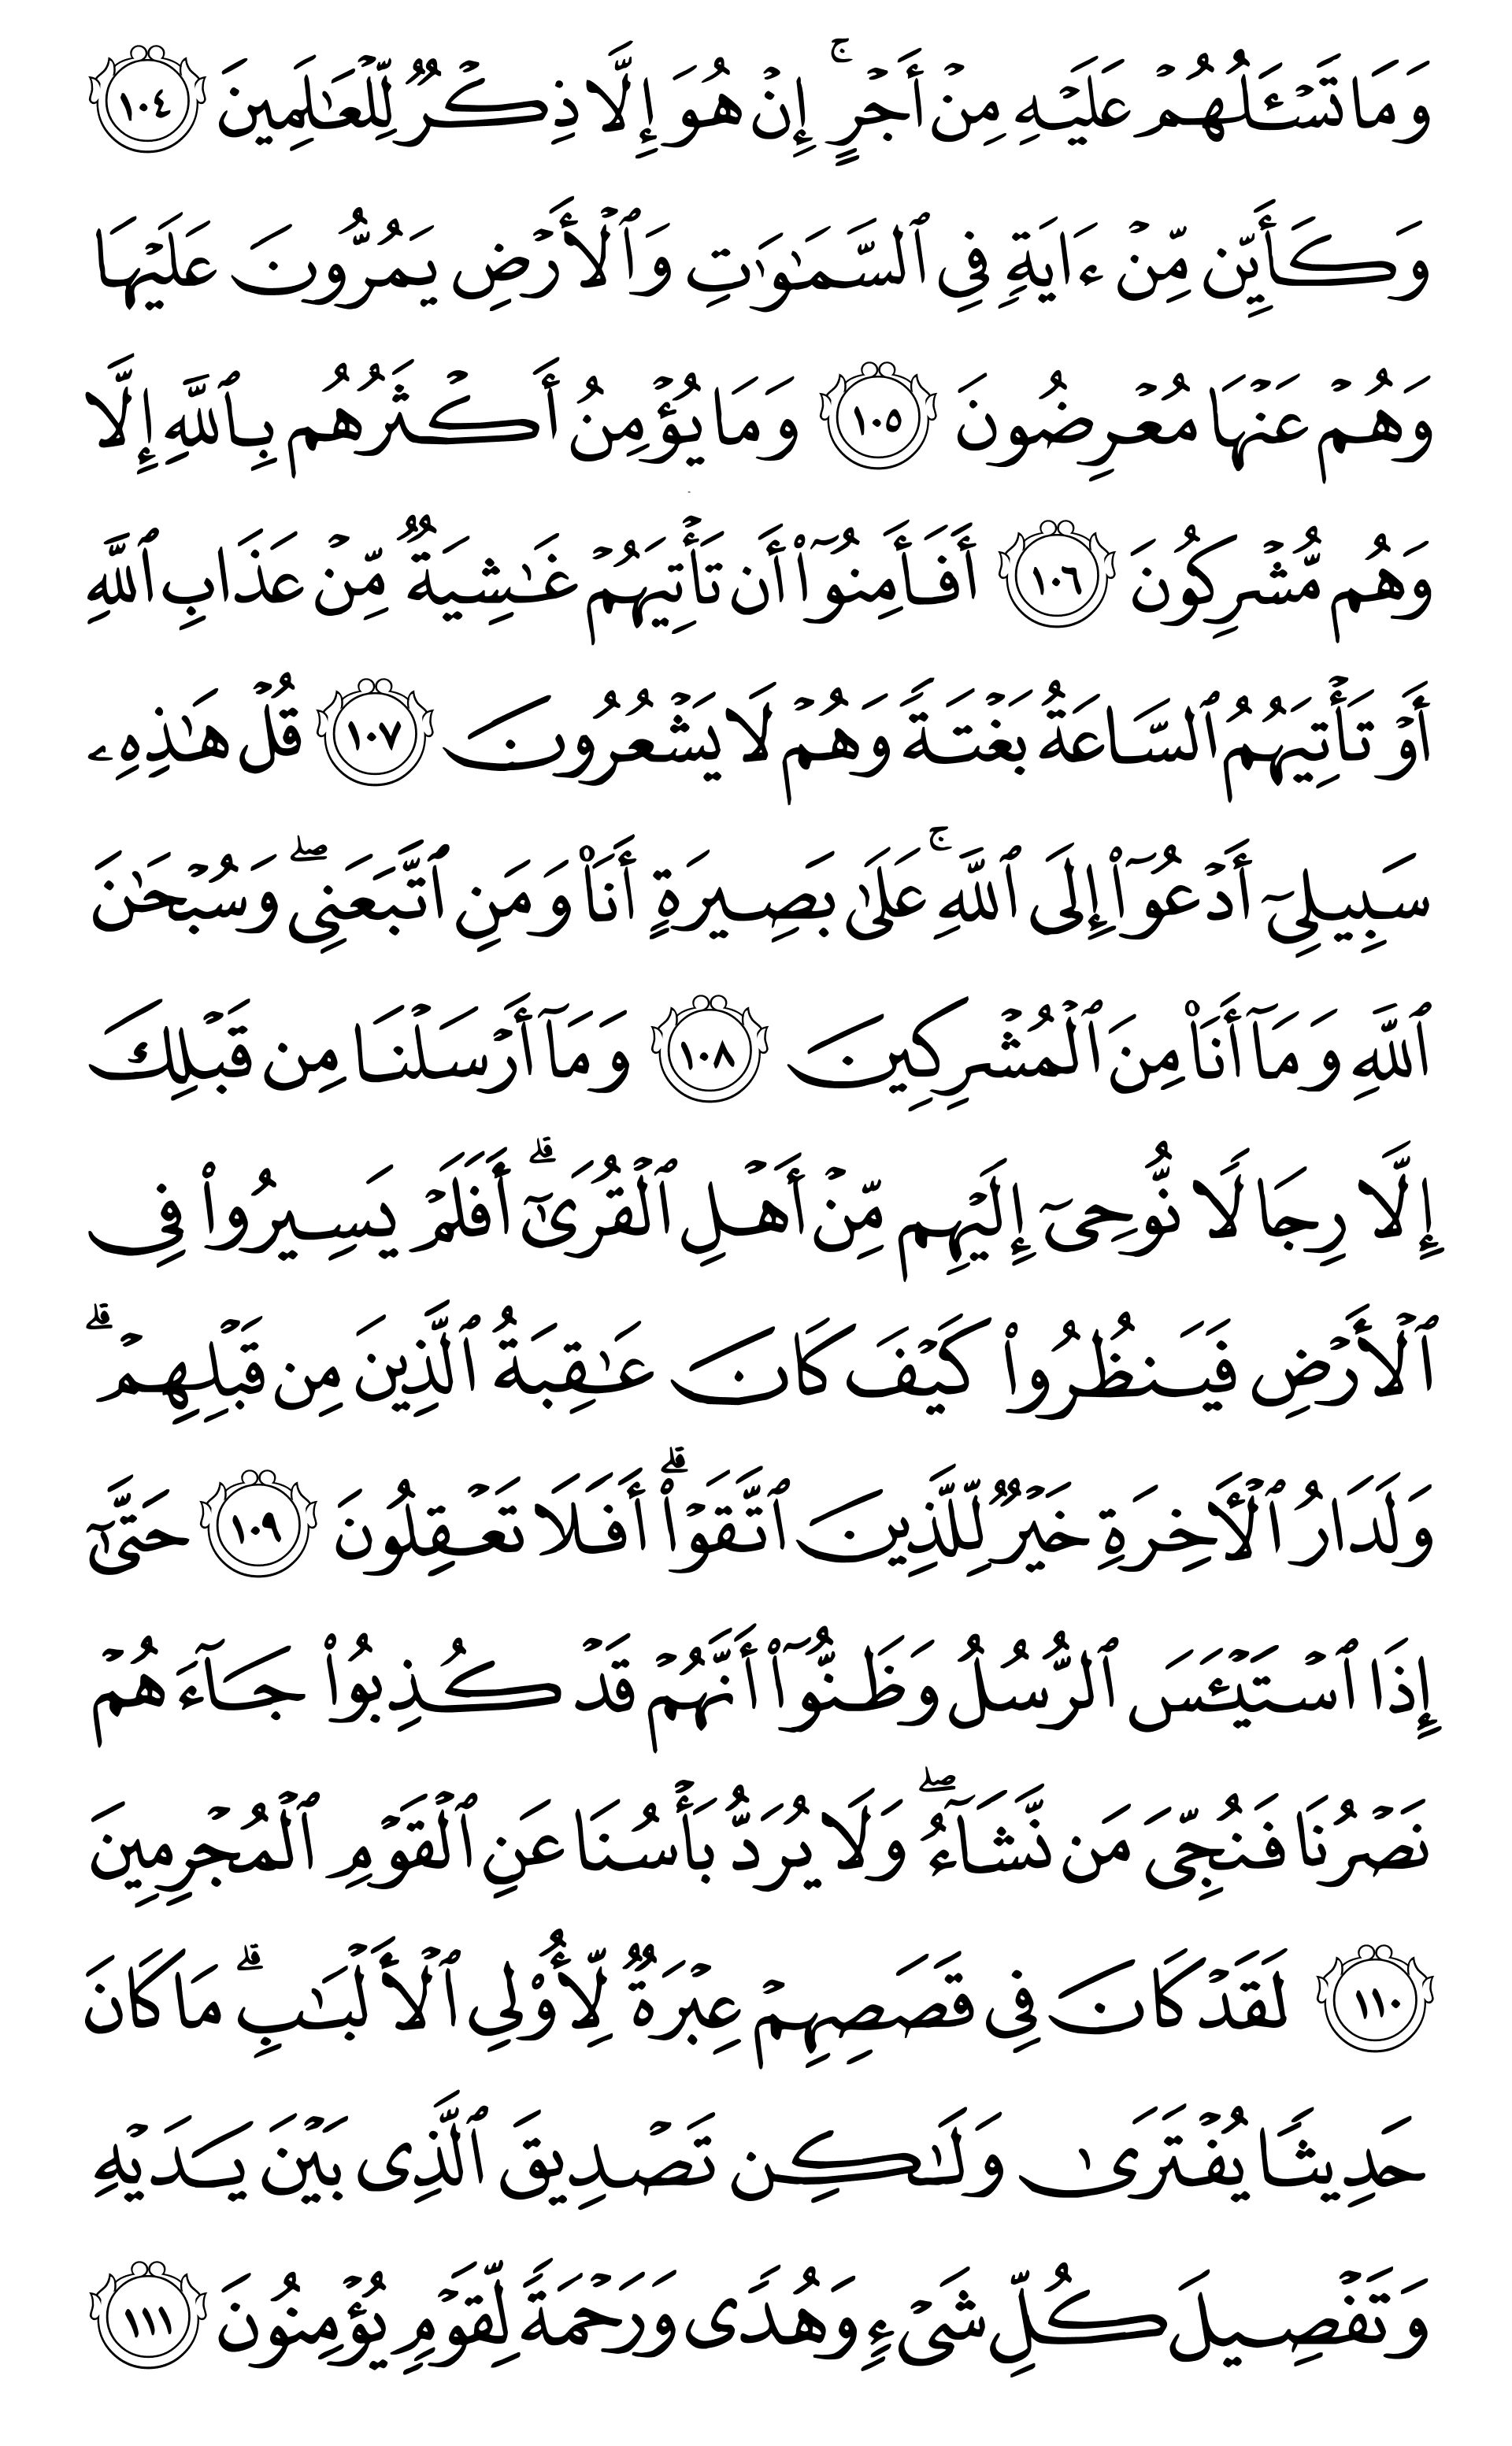 وَمَا تَسْـَٔلُهُمْ عَلَيْهِ مِنْ أَجْرٍ ۚ إِنْ هُوَ إِلَّا ذِكْرٌ لِّلْعَـٰلَمِينَ ١٠٤
وَكَأَيِّن مِّنْ ءَايَةٍ فِى ٱلسَّمَـٰوَٰتِ وَٱلْأَرْضِ يَمُرُّونَ عَلَيْهَا
وَهُمْ عَنْهَا مُعْرِضُونَ ١٠٥ وَمَا يُؤْمِنُ أَكْثَرُهُم بِٱللَّهِ إِلَّا
وَهُم مُّشْرِكُونَ ١٠٦ أَفَأَمِنُوٓا۟ أَن تَأْتِيَهُمْ غَـٰشِيَةٌ مِّنْ عَذَابِ ٱللَّهِ
أَوْ تَأْتِيَهُمُ ٱلسَّاعَةُ بَغْتَةً وَهُمْ لَا يَشْعُرُونَ ١٠٧ قُلْ هَـٰذِهِۦ
سَبِيلِىٓ أَدْعُوٓا۟ إِلَى ٱللَّهِ ۚ عَلَىٰ بَصِيرَةٍ أَنَا۠ وَمَنِ ٱتَّبَعَنِى ۖ وَسُبْحَـٰنَ
ٱللَّهِ وَمَآ أَنَا۠ مِنَ ٱلْمُشْرِكِينَ ١٠٨ وَمَآ أَرْسَلْنَا مِن قَبْلِكَ
إِلَّا رِجَالًا نُّوحِىٓ إِلَيْهِم مِّنْ أَهْلِ ٱلْقُرَىٰٓ ۗ أَفَلَمْ يَسِيرُوا۟ فِى
ٱلْأَرْضِ فَيَنظُرُوا۟ كَيْفَ كَانَ عَـٰقِبَةُ ٱلَّذِينَ مِن قَبْلِهِمْ ۗ
وَلَدَارُ ٱلْـَٔاخِرَةِ خَيْرٌ لِّلَّذِينَ ٱتَّقَوْا۟ ۗ أَفَلَا تَعْقِلُونَ ١٠٩ حَتَّىٰٓ
إِذَا ٱسْتَيْـَٔسَ ٱلرُّسُلُ وَظَنُّوٓا۟ أَنَّهُمْ قَدْ كُذِبُوا۟ جَآءَهُمْ
نَصْرُنَا فَنُجِّىَ مَن نَّشَآءُ ۖ وَلَا يُرَدُّ بَأْسُنَا عَنِ ٱلْقَوْمِ ٱلْمُجْرِمِينَ
١١٠ لَقَدْ كَانَ فِى قَصَصِهِمْ عِبْرَةٌ لِّأُو۟لِى ٱلْأَلْبَـٰبِ ۗ مَا كَانَ
حَدِيثًا يُفْتَرَىٰ وَلَـٰكِن تَصْدِيقَ ٱلَّذِى بَيْنَ يَدَيْهِ
وَتَفْصِيلَ كُلِّ شَىْءٍ وَهُدًى وَرَحْمَةً لِّقَوْمٍ يُؤْمِنُونَ ١١١